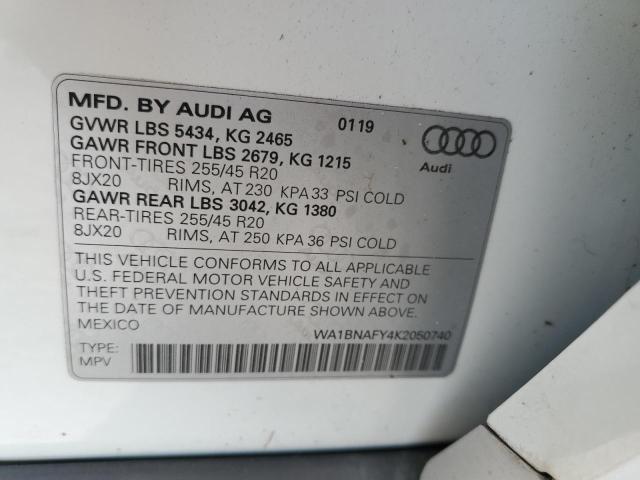 MFD. BY AUDI AG 0119
GVWR LBS 5434, KG 2465
GAWR FRONT LBS 2679, KG 1215
FRONT-TIRES 255/45 R20
8JX20 RIMS, AT 230 KPA 33 PSI COLD
GAWR REAR LBS 3042, KG 1380
REAR-TIRES 255/45 R20
8JX20 RIMS, AT 250 KPA 36 PSI COLD
Audi
THIS VEHICLE CONFORMS TO ALL APPLICABLE
U.S. FEDERAL MOTOR VEHICLE SAFETY AND
THEFT PREVENTION STANDARDS IN EFFECT ON
THE DATE OF MANUFACTURE SHOWN ABOVE.
MEXICO WA1BNAFY4K2050740
TYPE:
MPV